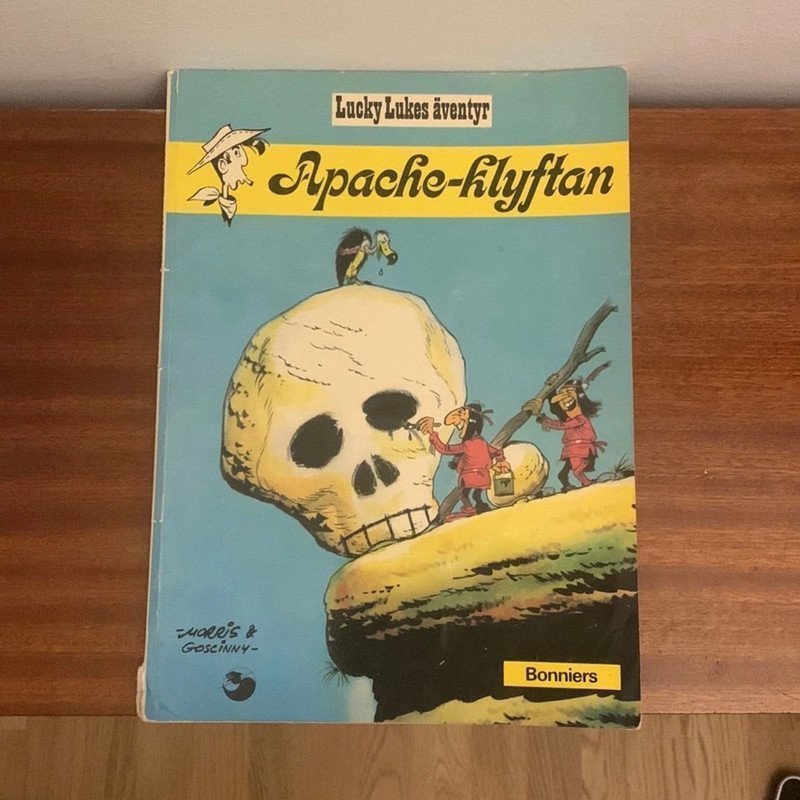 Lucky Lukes äventyr
Apache-klyftan
-MORRIS &
GOSCINNY-
Bonniers